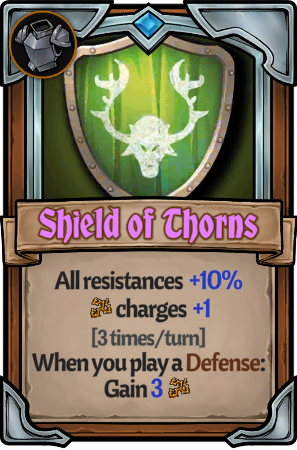 Shield of Thorns
All resistances +10%
charges +1
[3 times/turn]
When you play a Defense:
Gain 3